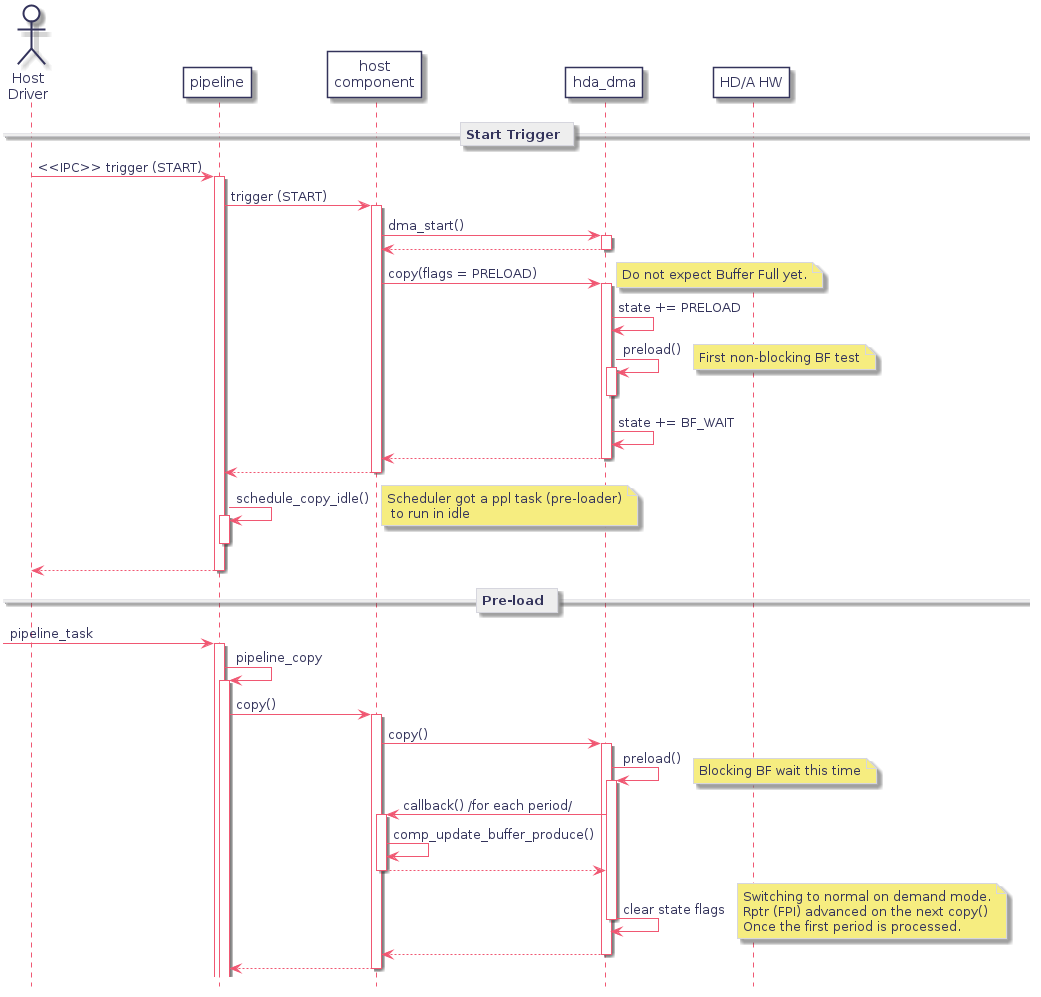 Host
Driver
pipeline
host
component
hda_dma
HD/A HW
Start Trigger
<<IPC>> trigger (START)
trigger (START)
dma_start()
copy(flags = PRELOAD)
Do not expect Buffer Full yet.
state += PRELOAD
preload()
First non-blocking BF test
state += BF_WAIT
schedule_copy_idle()
Scheduler got a ppl task (pre-loader)
to run in idle
Pre-load
pipeline_task
pipeline_copy
copy()
copy()
preload()
Blocking BF wait this time
callback() /for each period/
comp_update_buffer_produce()
clear state flags
Switching to normal on demand mode.
Rptr (FPI) advanced on the next copy()
Once the first period is processed.